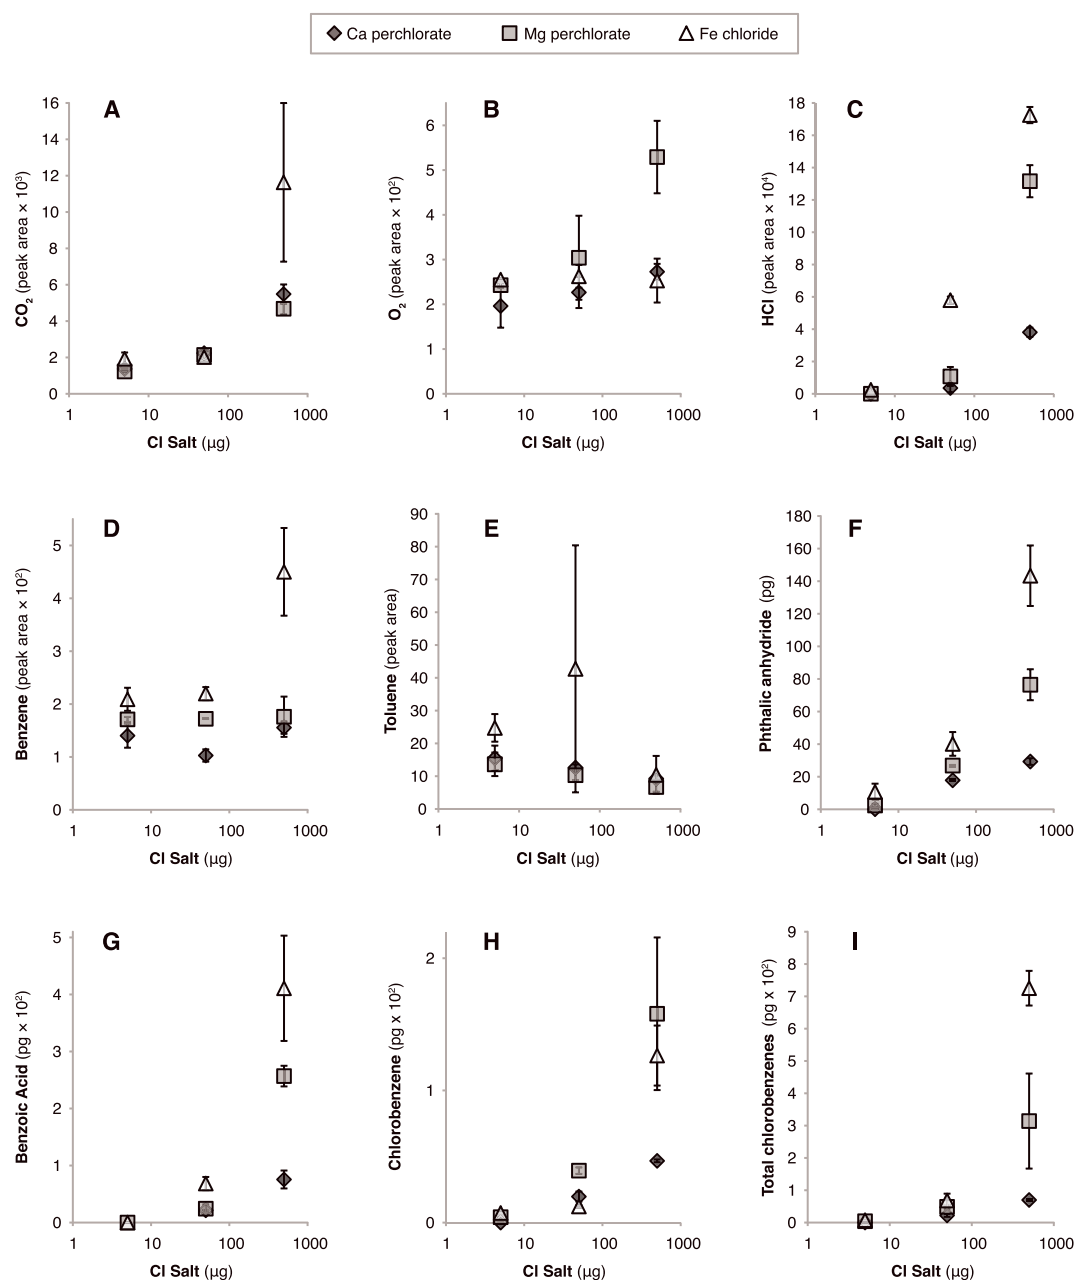 Ca perchlorate Mg perchlorate Fe chloride
A
CO₂ (peak area × 10³)
16
14
12
10
8
6
4
2
0
1 10 100 1000
Cl Salt (µg)
B
O₂ (peak area × 10²)
6
5
4
3
2
1
0
1 10 100 1000
Cl Salt (µg)
C
HCl (peak area × 10⁴)
18
16
14
12
10
8
6
4
2
0
1 10 100 1000
Cl Salt (µg)
D
Benzene (peak area × 10²)
5
4
3
2
1
0
1 10 100 1000
Cl Salt (µg)
E
Toluene (peak area)
90
80
70
60
50
40
30
20
10
0
1 10 100 1000
Cl Salt (µg)
F
Phthalic anhydride (pg)
180
160
140
120
100
80
60
40
20
0
1 10 100 1000
Cl Salt (µg)
G
Benzoic Acid (pg × 10²)
5
4
3
2
1
0
1 10 100 1000
Cl Salt (µg)
H
Chlorobenzene (pg × 10²)
2
1
0
1 10 100 1000
Cl Salt (µg)
I
Total chlorobenzenes (pg x 10²)
9
8
7
6
5
4
3
2
1
0
1 10 100 1000
Cl Salt (µg)